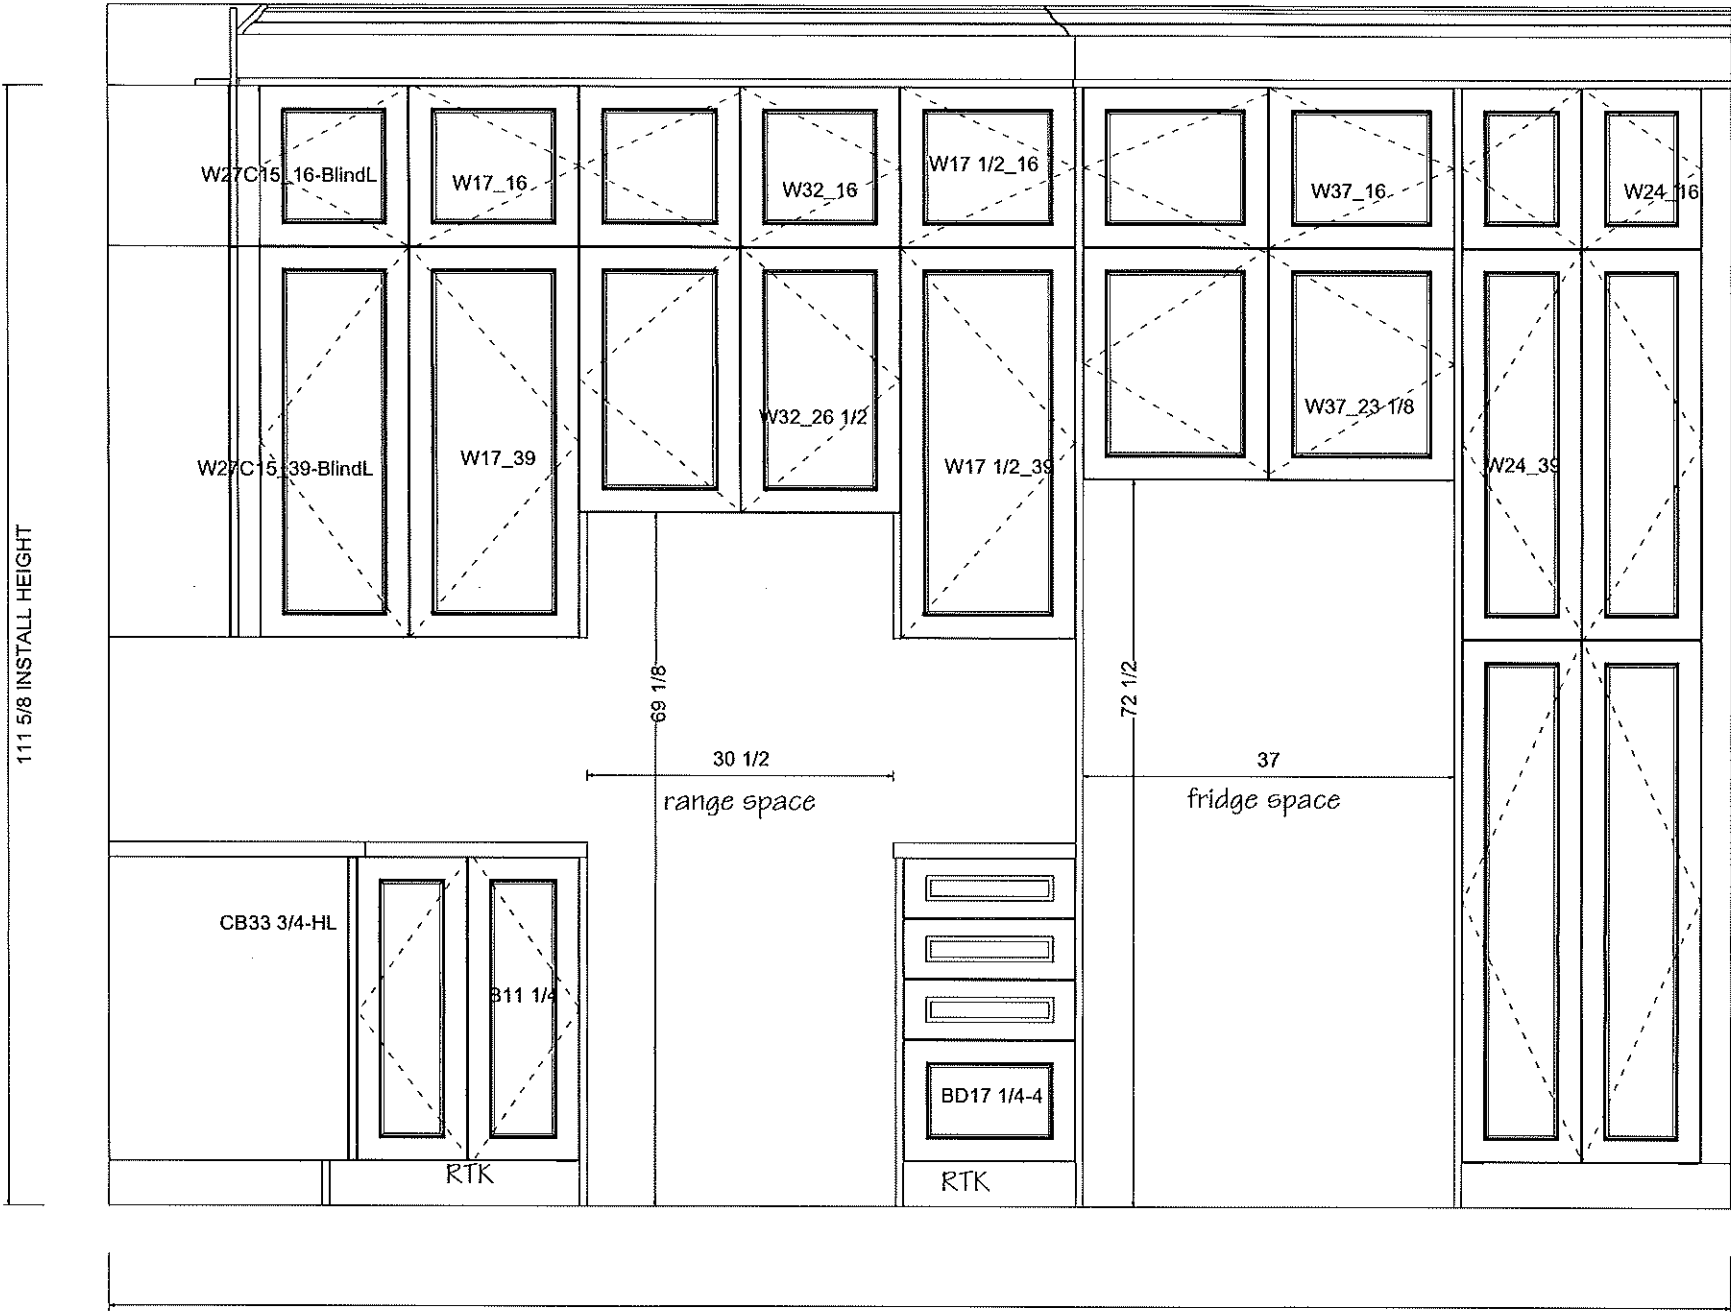 W27C15_16-BlindL
W17_16
W32_16
W17 1/2_16
W37_16
W24_16
W27C15_39-BlindL
W17_39
W32_26 1/2
W17 1/2_39
W37_23 1/8
W24_39
111 5/8 INSTALL HEIGHT
69 1/8
72 1/2
30 1/2
range space
37
fridge space
CB33 3/4-HL
B11 1/4
BD17 1/4-4
RTK
RTK